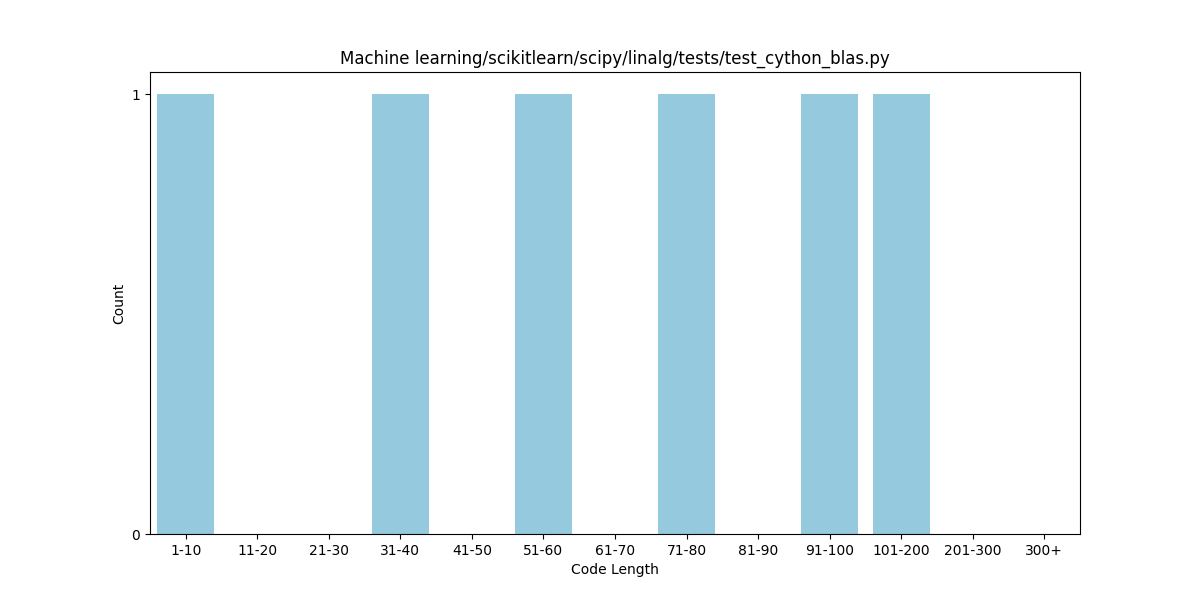 Machine learning/scikitlearn/scipy/linalg/tests/test_cython_blas.py
1
Count
0
1-10 11-20 21-30 31-40 41-50 51-60 61-70 71-80 81-90 91-100 101-200 201-300 300+
Code Length